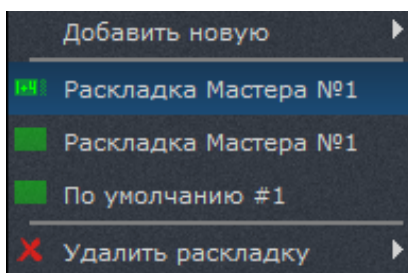 Добавить новую
Раскладка Мастера №1
Раскладка Мастера №1
По умолчанию #1
Удалить раскладку